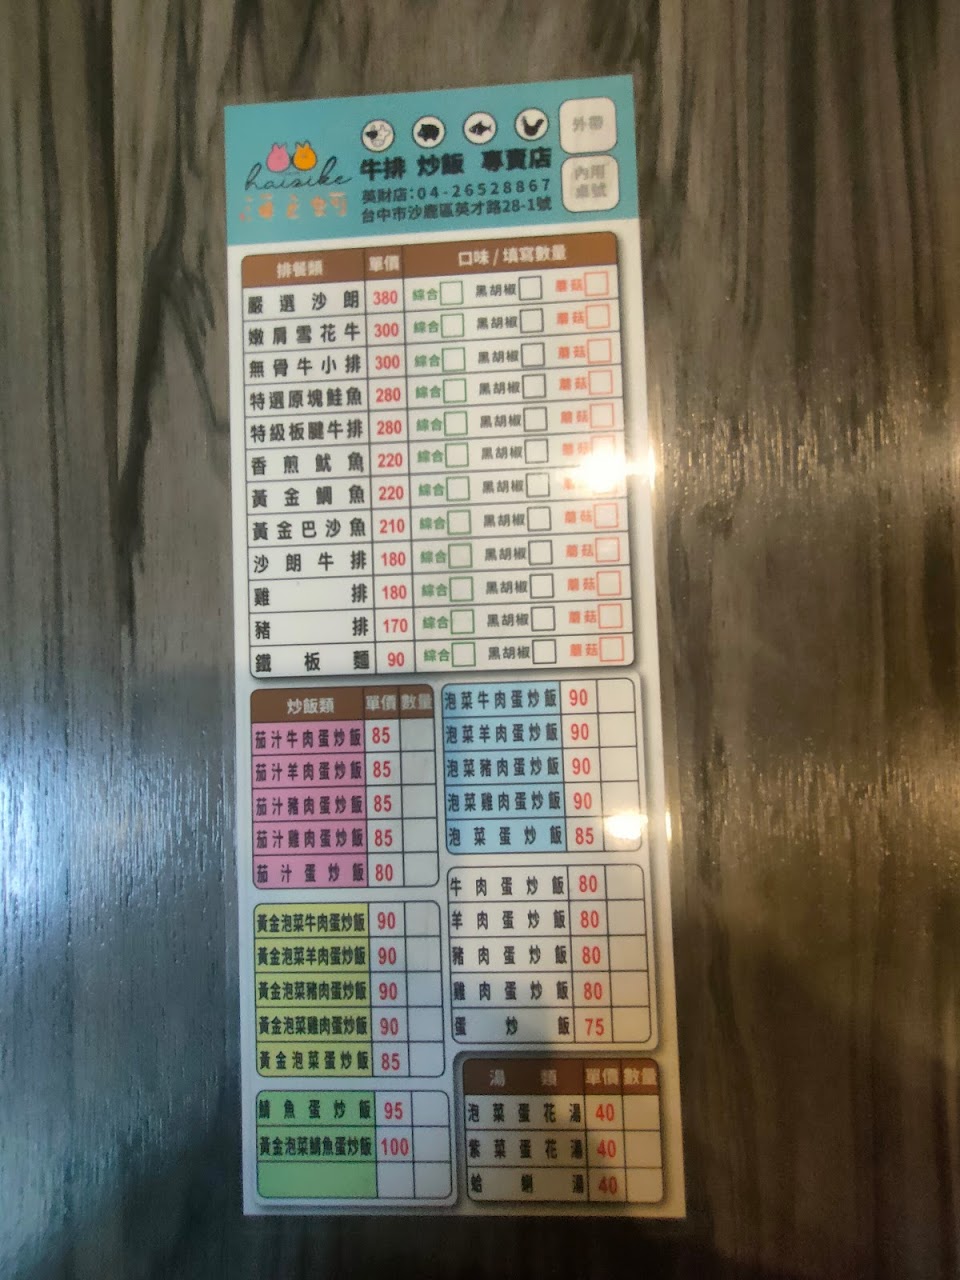 haisike
牛排 炒飯 專賣店
英財店:04-26528867
台中市沙鹿區英才路28-1號
外帶
內用
桌號
排餐類 單價 口味 / 填寫數量
嚴選沙朗 380 綜合 黑胡椒 蘑菇
嫩肩雪花牛 300 綜合 黑胡椒 蘑菇
無骨牛小排 300 綜合 黑胡椒 蘑菇
特選原塊鮭魚 280 綜合 黑胡椒 蘑菇
特級板腱牛排 280 綜合 黑胡椒 蘑菇
香煎魷魚 220 綜合 黑胡椒 蘑菇
黃金鯛魚 220 綜合 黑胡椒
黃金巴沙魚 210 綜合 黑胡椒 蘑菇
沙朗牛排 180 綜合 黑胡椒 蘑菇
雞排 180 綜合 黑胡椒 蘑菇
豬排 170 綜合 黑胡椒 蘑菇
鐵板麵 90 綜合 黑胡椒 蘑菇
炒飯類 單價 數量
茄汁牛肉蛋炒飯 85
茄汁羊肉蛋炒飯 85
茄汁豬肉蛋炒飯 85
茄汁雞肉蛋炒飯 85
茄汁蛋炒飯 80
黃金泡菜牛肉蛋炒飯 90
黃金泡菜羊肉蛋炒飯 90
黃金泡菜豬肉蛋炒飯 90
黃金泡菜雞肉蛋炒飯 90
黃金泡菜蛋炒飯 85
鯖魚蛋炒飯 95
黃金泡菜鯖魚蛋炒飯 100
泡菜牛肉蛋炒飯 90
泡菜羊肉蛋炒飯 90
泡菜豬肉蛋炒飯 90
泡菜雞肉蛋炒飯 90
泡菜蛋炒飯 85
牛肉蛋炒飯 80
羊肉蛋炒飯 80
豬肉蛋炒飯 80
雞肉蛋炒飯 80
蛋炒飯 75
湯類 單價 數量
泡菜蛋花湯 40
紫菜蛋花湯 40
蛤蜊湯 40